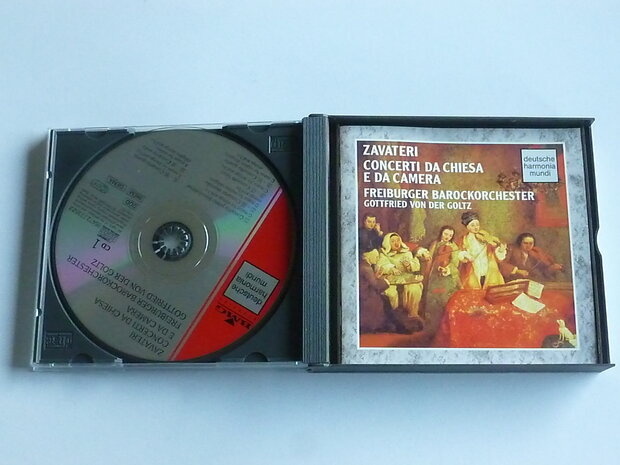 ZAVATERI
CONCERTI DA CHIESA
E DA CAMERA
FREIBURGER BAROCKORCHESTER
GOTTFRIED VON DER GOLTZ
deutsche
harmonia
mundi
ZAVATERI
CONCERTI DA CHIESA
E DA CAMERA
FREIBURGER BAROCKORCHESTER
GOTTFRIED VON DER GOLTZ
CD 1
deutsche
harmonia
mundi
BMG